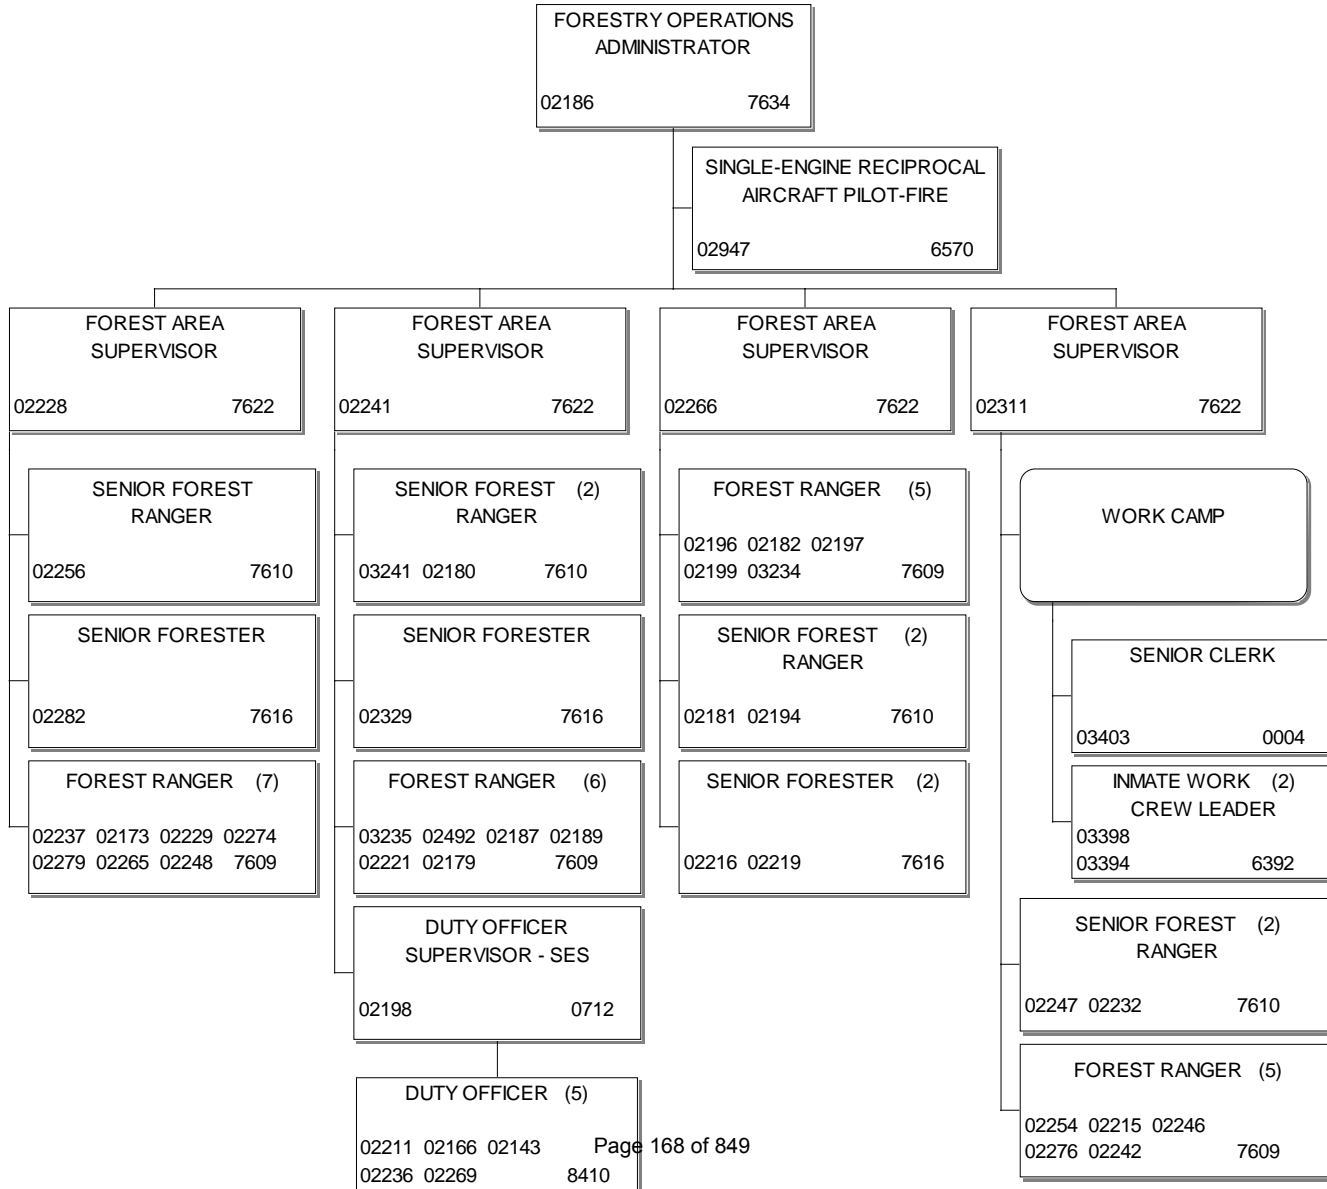 FORESTRY OPERATIONS
ADMINISTRATOR
02186 7634
SINGLE-ENGINE RECIPROCAL
AIRCRAFT PILOT-FIRE
02947 6570
FOREST AREA
SUPERVISOR
02228 7622
SENIOR FOREST
RANGER
02256 7610
SENIOR FORESTER
02282 7616
FOREST RANGER (7)
02237 02173 02229 02274
02279 02265 02248 7609
FOREST AREA
SUPERVISOR
02241 7622
SENIOR FOREST (2)
RANGER
03241 02180 7610
SENIOR FORESTER
02329 7616
FOREST RANGER (6)
03235 02492 02187 02189
02221 02179 7609
DUTY OFFICER
SUPERVISOR - SES
02198 0712
DUTY OFFICER (5)
02211 02166 02143
02236 02269 8410
FOREST AREA
SUPERVISOR
02266 7622
FOREST RANGER (5)
02196 02182 02197
02199 03234 7609
SENIOR FOREST (2)
RANGER
02181 02194 7610
SENIOR FORESTER (2)
02216 02219 7616
FOREST AREA
SUPERVISOR
02311 7622
WORK CAMP
SENIOR CLERK
03403 0004
INMATE WORK (2)
CREW LEADER
03398
03394 6392
SENIOR FOREST (2)
RANGER
02247 02232 7610
FOREST RANGER (5)
02254 02215 02246
02276 02242 7609
Page 168 of 849